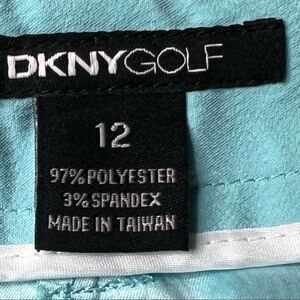 DKNYGOLF
12
97% POLYESTER
3% SPANDEX
MADE IN TAIWAN